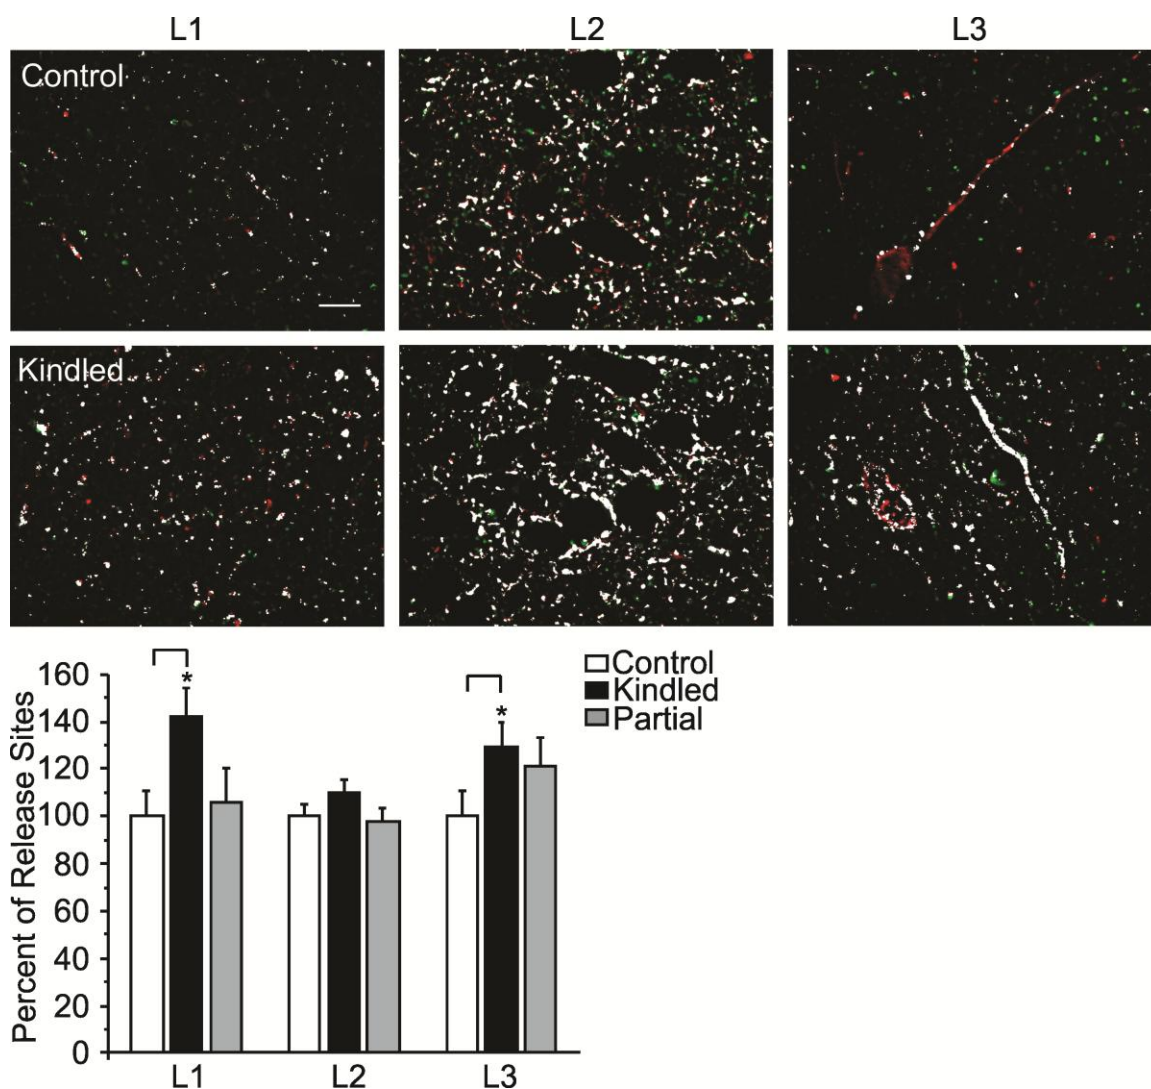 L1 L2 L3
Control
Kindled
Percent of Release Sites
160
140
120
100
80
60
40
20
0
*
*
Control
Kindled
Partial
L1 L2 L3